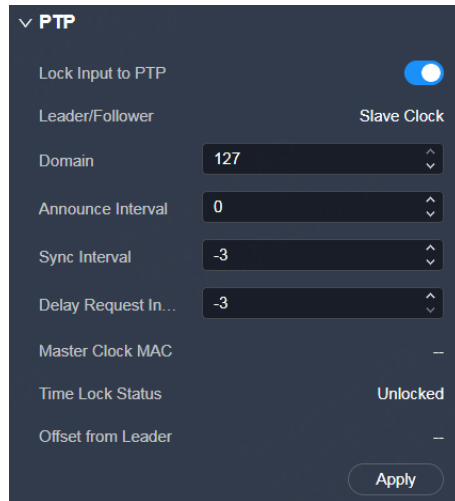 PTP
Lock Input to PTP
Leader/Follower Slave Clock
Domain 127
Announce Interval 0
Sync Interval -3
Delay Request In... -3
Master Clock MAC --
Time Lock Status Unlocked
Offset from Leader --
Apply